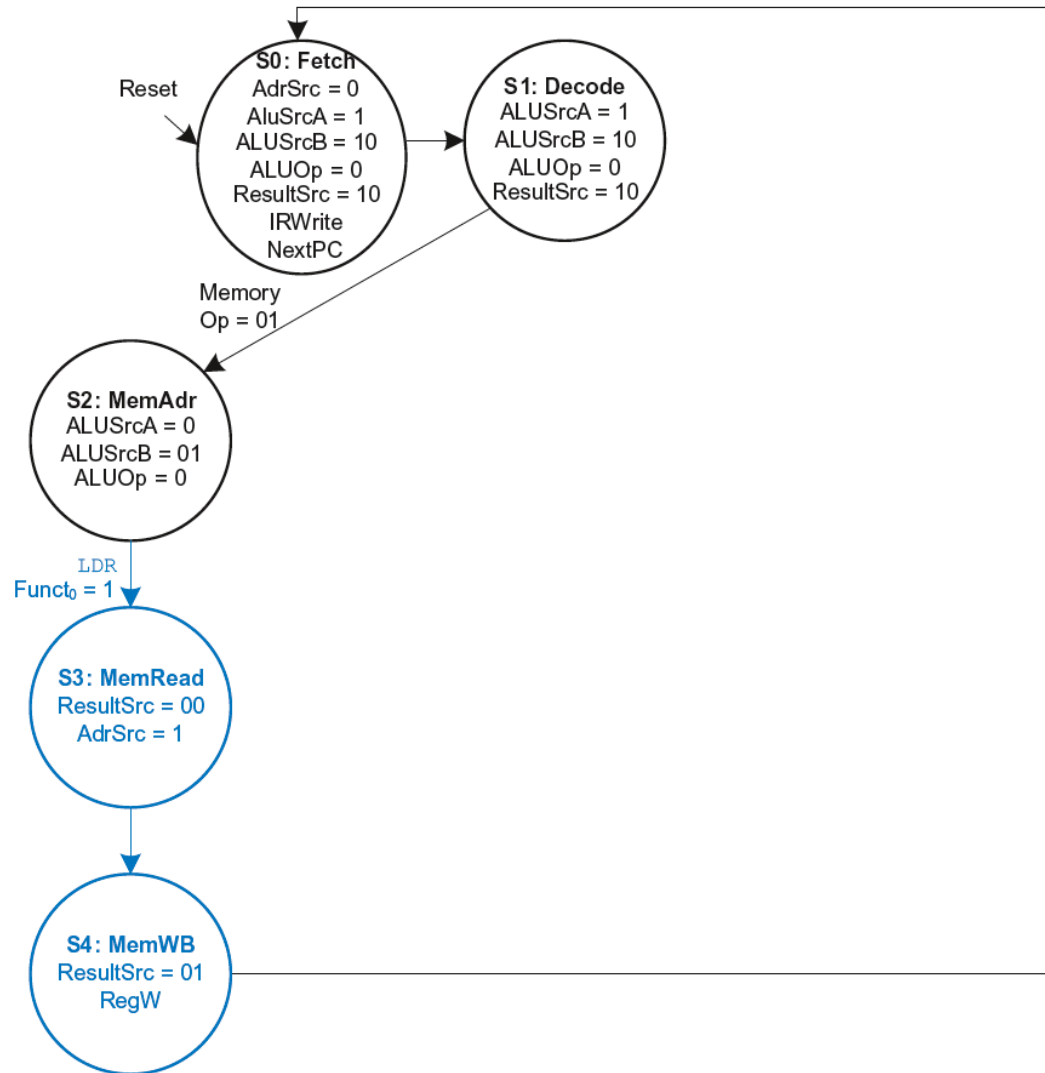 Reset
S0: Fetch
AdrSrc = 0
AluSrcA = 1
ALUSrcB = 10
ALUOp = 0
ResultSrc = 10
IRWrite
NextPC
S1: Decode
ALUSrcA = 1
ALUSrcB = 10
ALUOp = 0
ResultSrc = 10
Memory
Op = 01
S2: MemAdr
ALUSrcA = 0
ALUSrcB = 01
ALUOp = 0
LDR
Funct₀ = 1
S3: MemRead
ResultSrc = 00
AdrSrc = 1
S4: MemWB
ResultSrc = 01
RegW